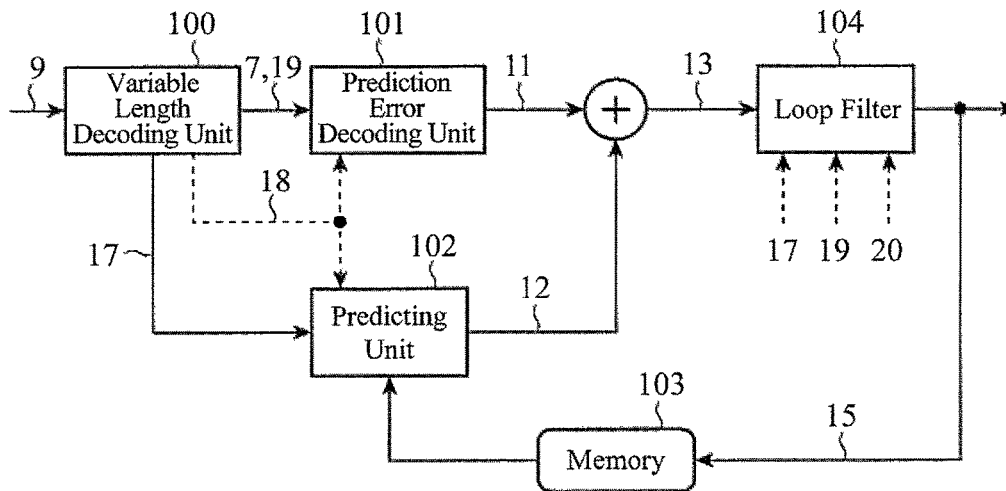 100
101
104
9
7,19
11
13
Variable
Length
Decoding Unit
Prediction
Error
Decoding Unit
+
Loop Filter
18
17
102
12
17
19
20
Predicting
Unit
103
15
Memory